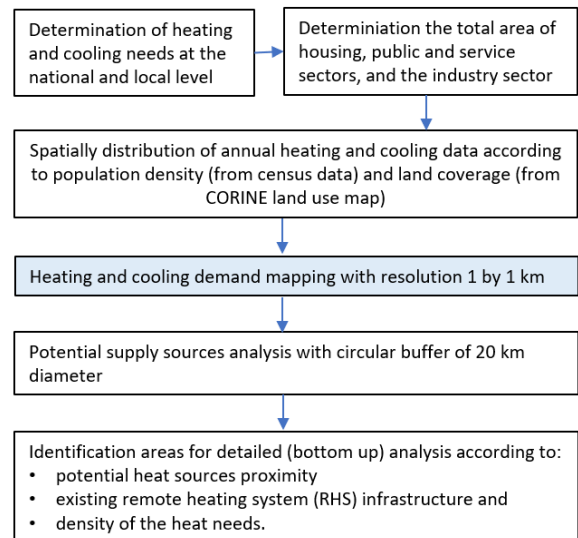 Determination of heating
and cooling needs at the
national and local level
Determiniation the total area of
housing, public and service
sectors, and the industry sector
Spatially distribution of annual heating and cooling data according
to population density (from census data) and land coverage (from
CORINE land use map)
Heating and cooling demand mapping with resolution 1 by 1 km
Potential supply sources analysis with circular buffer of 20 km
diameter
Identification areas for detailed (bottom up) analysis according to:
• potential heat sources proximity
• existing remote heating system (RHS) infrastructure and
• density of the heat needs.